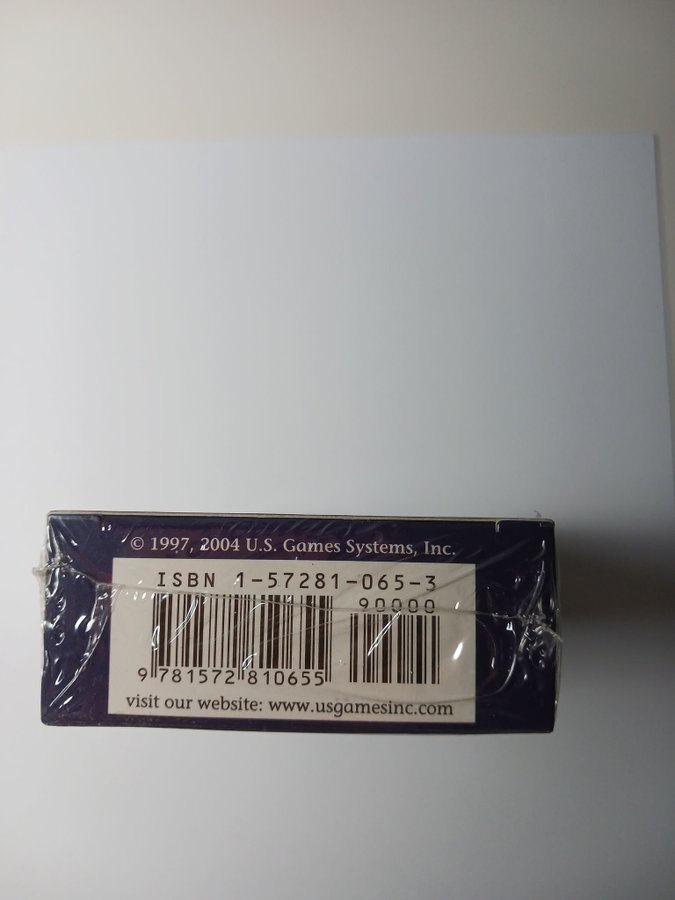 © 1997, 2004 U.S. Games Systems, Inc.
ISBN 1-57281-065-3
90000
9 781572 810655
visit our website: www.usgamesinc.com